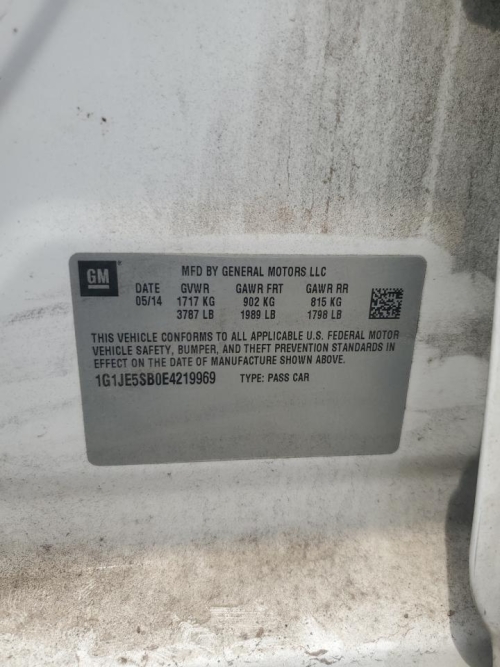 GM
MFD BY GENERAL MOTORS LLC
DATE GVWR GAWR FRT GAWR RR
05/14 1717 KG 902 KG 815 KG
3787 LB 1989 LB 1798 LB
THIS VEHICLE CONFORMS TO ALL APPLICABLE U.S. FEDERAL MOTOR
VEHICLE SAFETY, BUMPER, AND THEFT PREVENTION STANDARDS IN
EFFECT ON THE DATE OF MANUFACTURE SHOWN ABOVE.
1G1JE5SB0E4219969 TYPE: PASS CAR